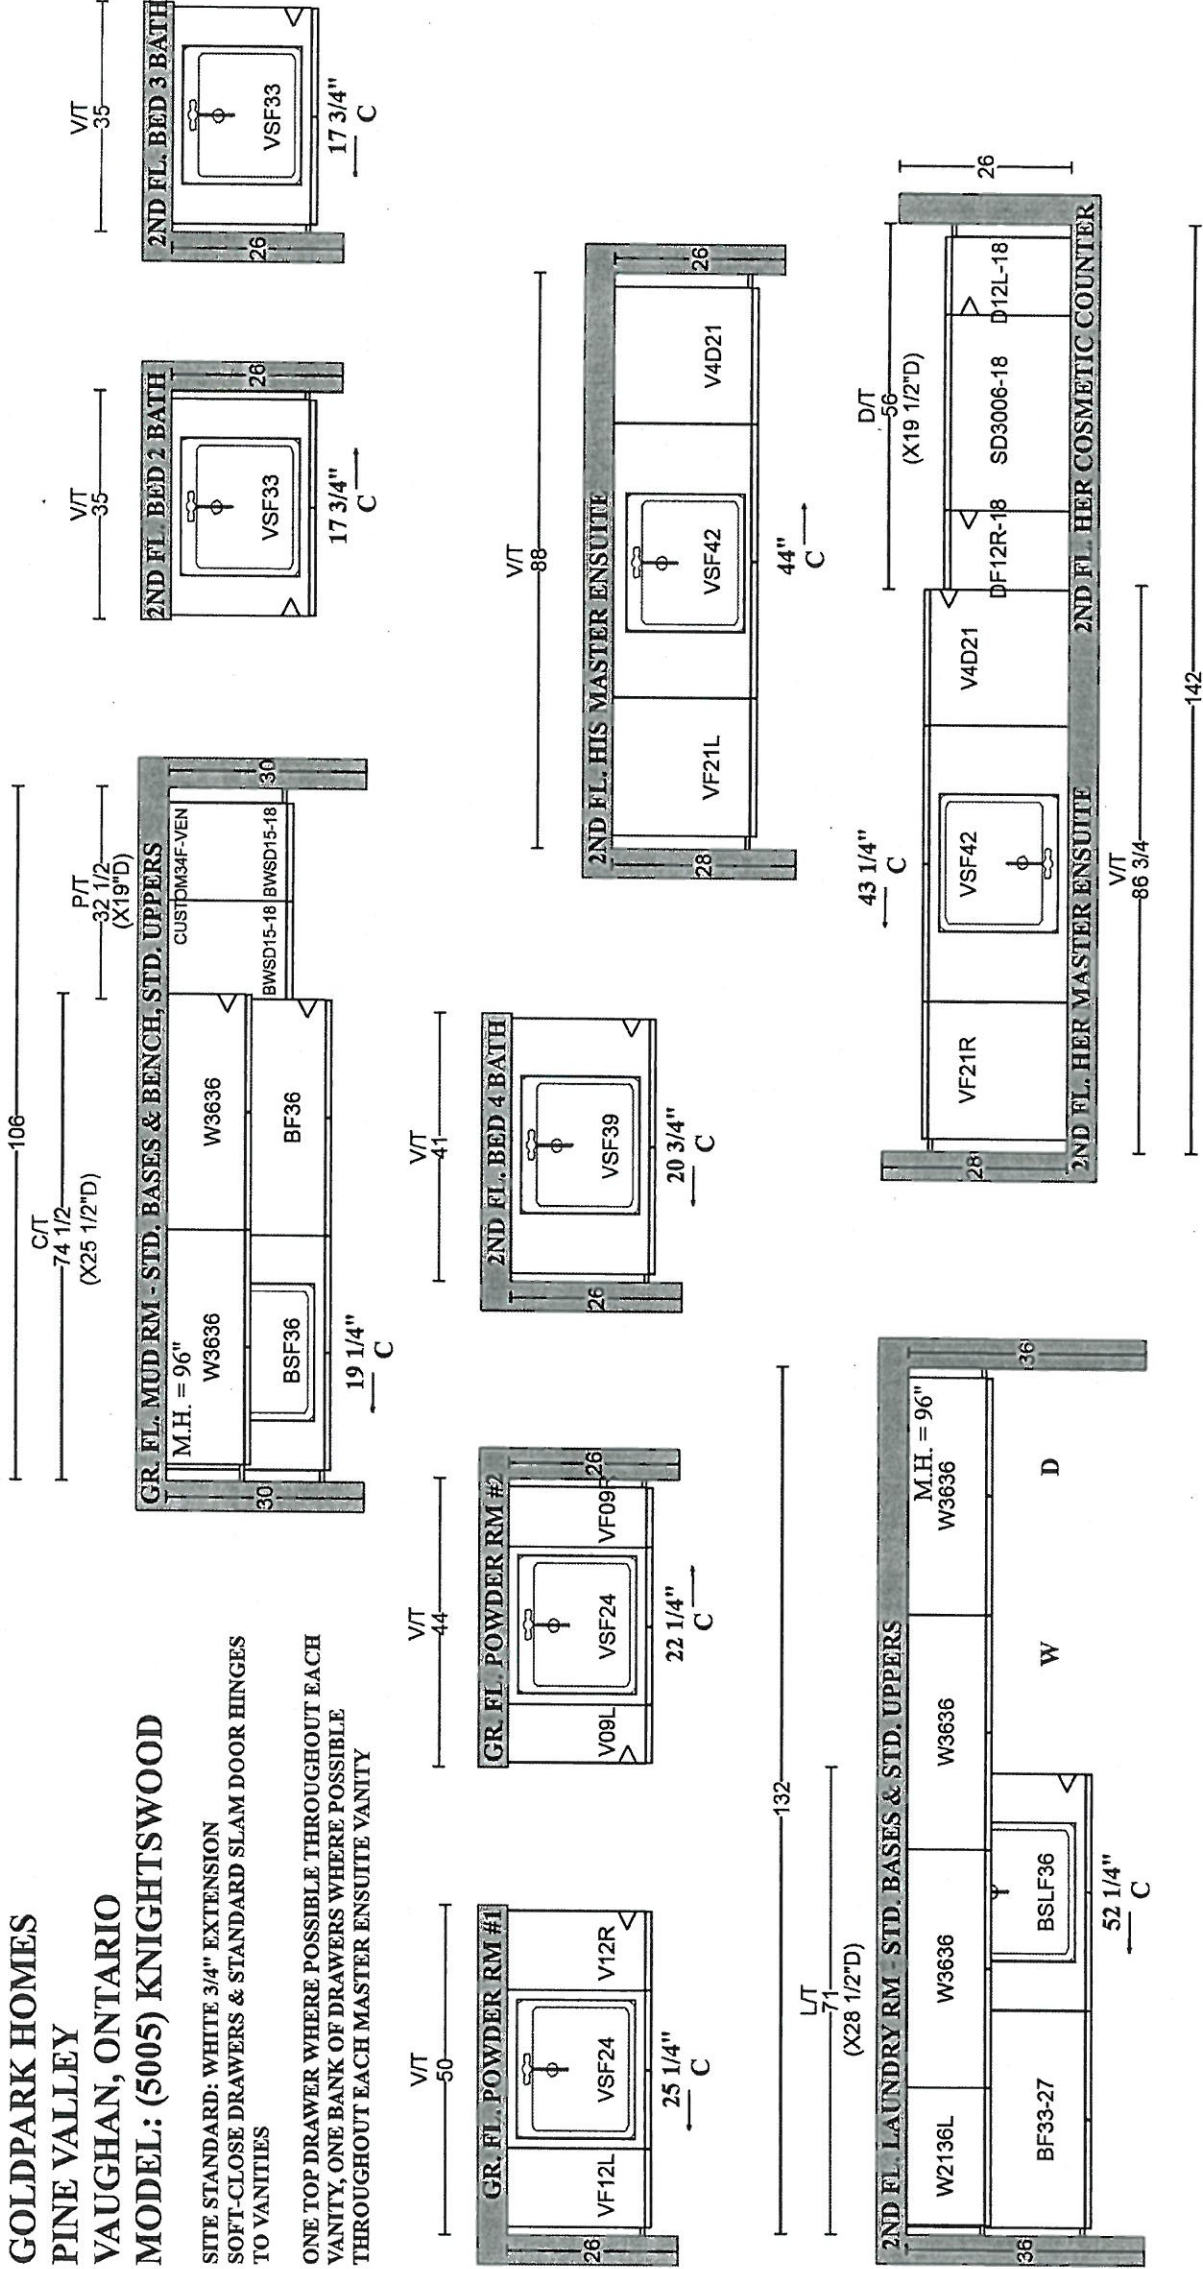 GOLDPARK HOMES
PINE VALLEY
VAUGHAN, ONTARIO
MODEL: (5005) KNIGHTSWOOD
SITE STANDARD: WHITE 3/4" EXTENSION
SOFT-CLOSE DRAWERS & STANDARD SLAM DOOR HINGES
TO VANITIES
ONE TOP DRAWER WHERE POSSIBLE THROUGHOUT EACH
VANITY, ONE BANK OF DRAWERS WHERE POSSIBLE
THROUGHOUT EACH MASTER ENSUITE VANITY
106
C/T
74 1/2
(X25 1/2"D)
P/T
32 1/2
(X19"D)
GR. FL. MUD RM - STD. BASES & BENCH, STD. UPPERS
M.H. = 96"
W3636
W3636
CUSTOM34F-VEN
BSF36
BF36
BWSD15-18
BWSD15-18
30
30
19 1/4"
C
V/T
35
2ND FL. BED 2 BATH
VSF33
26
17 3/4"
C
V/T
35
2ND FL. BED 3 BATH
26
VSF33
17 3/4"
C
V/T
50
GR. FL. POWDER RM #1
26
VF12L
VSF24
V12R
25 1/4"
C
V/T
44
GR. FL. POWDER RM #2
V09L
VSF24
VF09R
26
22 1/4"
C
V/T
41
2ND FL. BED 4 BATH
26
VSF39
20 3/4"
C
V/T
88
2ND FL. HIS MASTER ENSUITE
28
VF21L
VSF42
V4D21
26
44"
C
132
L/T
71
(X28 1/2"D)
2ND FL. LAUNDRY RM - STD. BASES & STD. UPPERS
36
W2136L
W3636
W3636
M.H. = 96"
W3636
36
BF33-27
BSLF36
W
D
52 1/4"
C
43 1/4"
C
D/T
56
(X19 1/2"D)
26
28
VF21R
VSF42
V4D21
DF12R-18
SD3006-18
D12L-18
2ND FL. HER MASTER ENSUITE
2ND FL. HER COSMETIC COUNTER
V/T
86 3/4
142